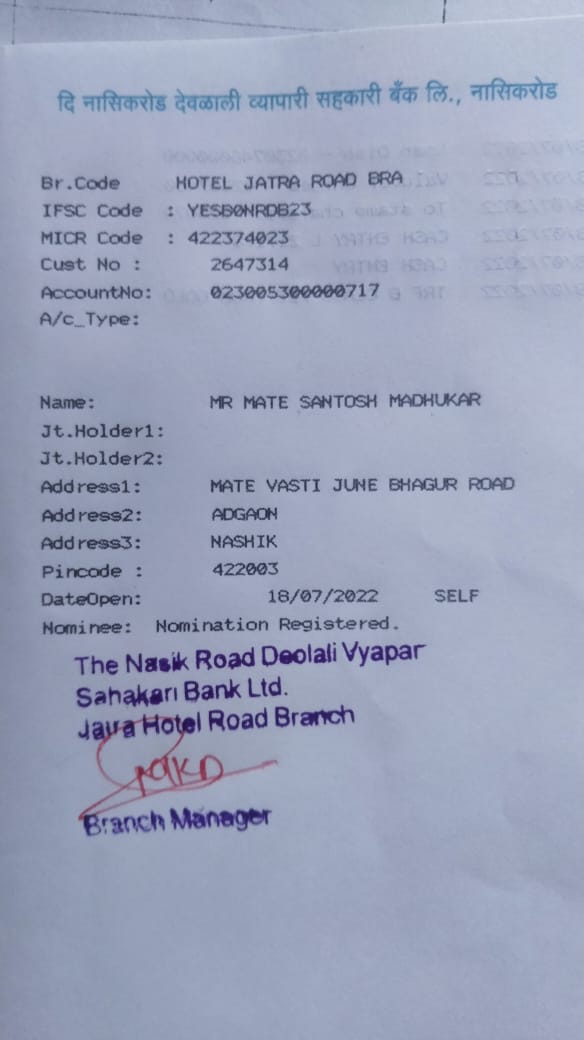 दि नासिकरोड देवळाली व्यापारी सहकारी बँक लि., नासिकरोड
Br.Code HOTEL JATRA ROAD BRA
IFSC Code : YESB0NRDB23
MICR Code : 422374023
Cust No : 2647314
AccountNo: 023005300000717
A/c_Type:
Name: MR MATE SANTOSH MADHUKAR
Jt.Holder1:
Jt.Holder2:
Address1: MATE VASTI JUNE BHAGUR ROAD
Address2: ADGAON
Address3: NASHIK
Pincode : 422003
DateOpen: 18/07/2022 SELF
Nominee: Nomination Registered.
The Nasik Road Deolali Vyapar
Sahakari Bank Ltd.
Hotel Road Branch
Branch Manager